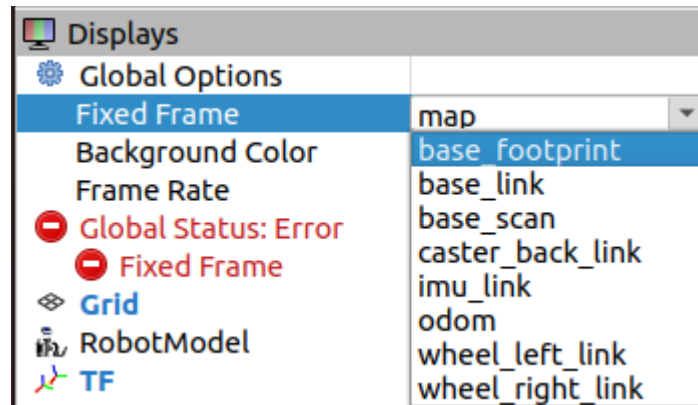 Displays
Global Options
Fixed Frame map
Background Color base_footprint
Frame Rate base_link
Global Status: Error base_scan
Fixed Frame caster_back_link
Grid imu_link
RobotModel odom
TF wheel_left_link
wheel_right_link